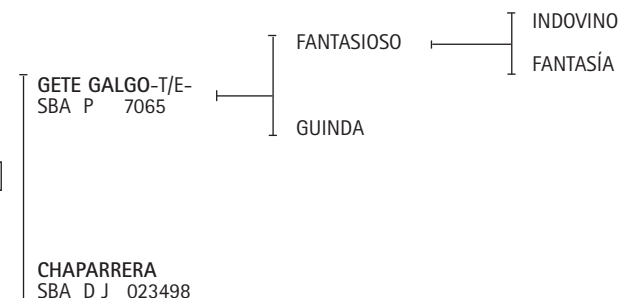 INDOVINO
FANTASIOSO
FANTASÍA
GETE GALGO-T/E-
SBA P 7065
GUINDA
CHAPARRERA
SBA D J 023498